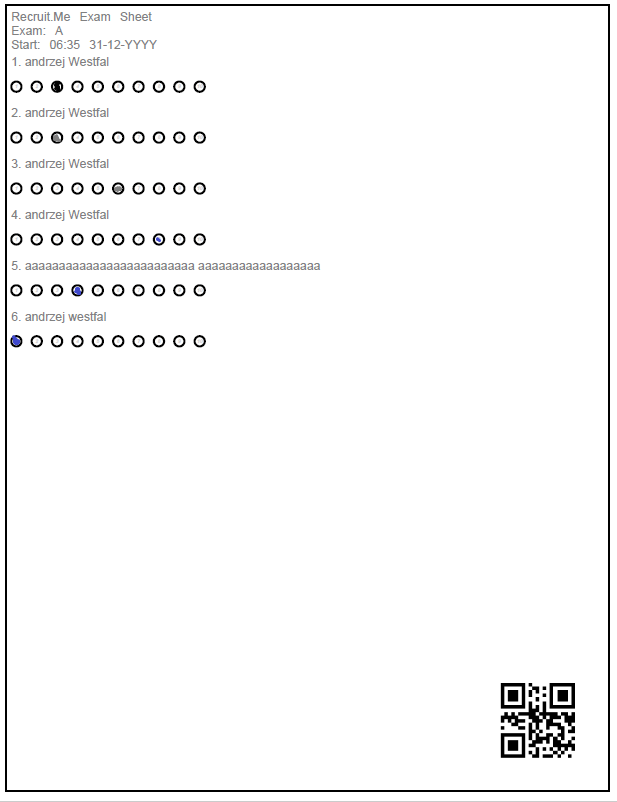 Recruit.Me Exam Sheet
Exam: A
Start: 06:35 31-12-YYYY
1. andrzej Westfal
2. andrzej Westfal
3. andrzej Westfal
4. andrzej Westfal
5. aaaaaaaaaaaaaaaaaaaaaaaaa aaaaaaaaaaaaaaaaaa
6. andrzej westfal